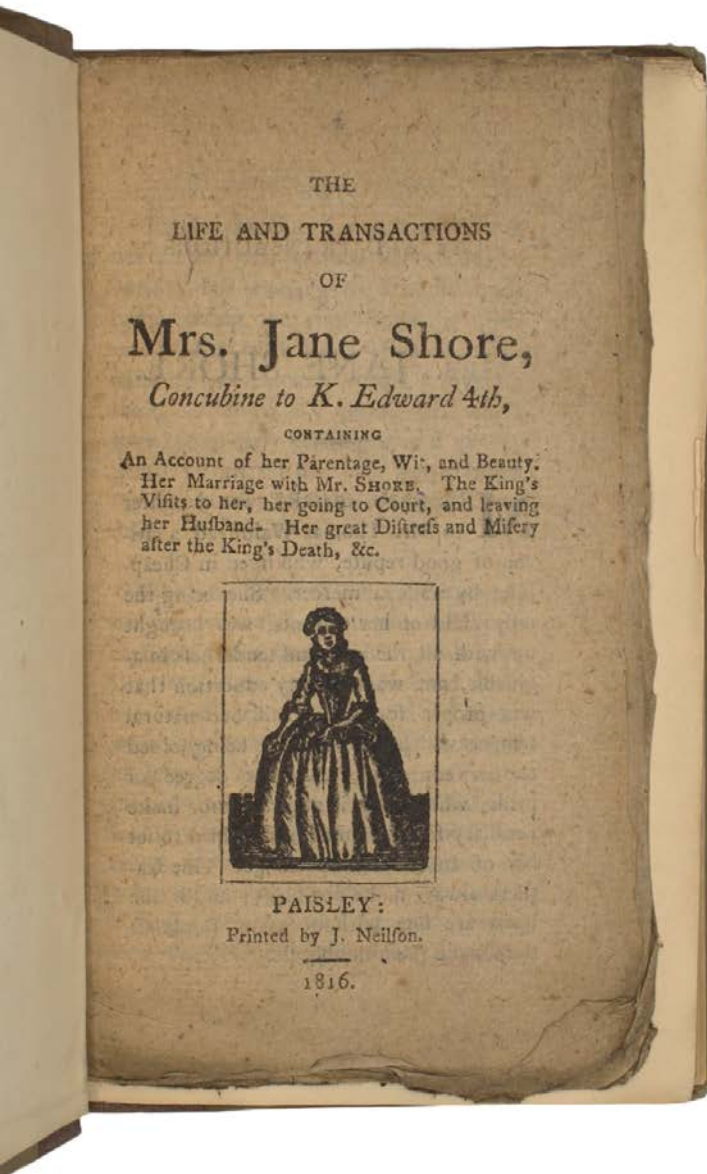 THE
LIFE AND TRANSACTIONS
OF
Mrs. Jane Shore,
Concubine to K. Edward 4th,
CONTAINING
An Account of her Parentage, Wit, and Beauty.
Her Marriage with Mr. SHORE. The King's
Viſits to her, her going to Court, and leaving
her Huſband. Her great Diſtreſs and Miſery
after the King's Death, &c.
PAISLEY:
Printed by J. Neilſon.
1816.